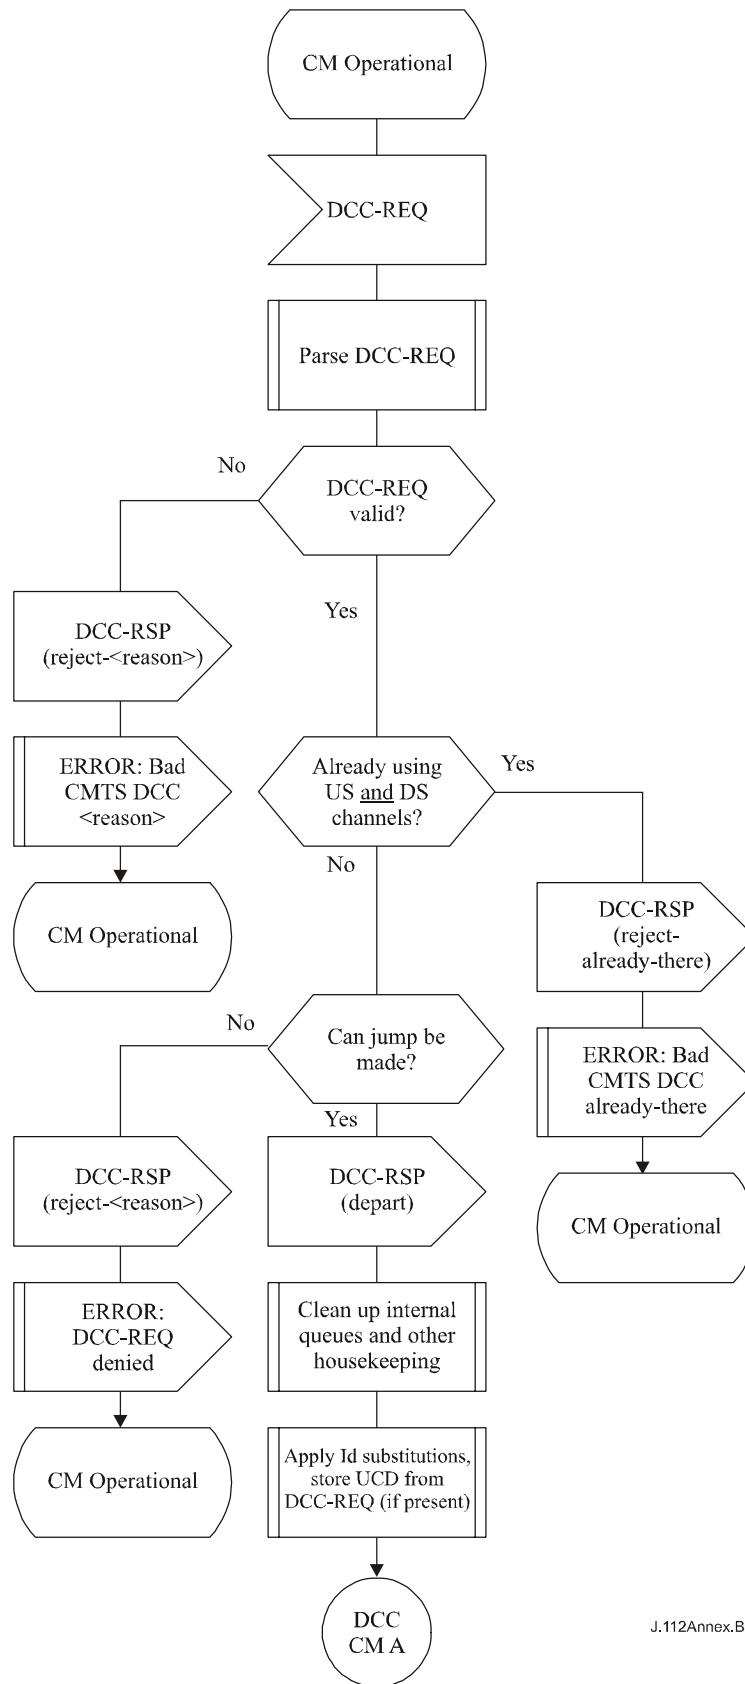 CM Operational
DCC-REQ
Parse DCC-REQ
No
DCC-REQ
valid?
Yes
DCC-RSP
(reject-<reason>)
ERROR: Bad
CMTS DCC
<reason>
CM Operational
Already using
US and DS
channels?
Yes
No
DCC-RSP
(reject-
already-there)
ERROR: Bad
CMTS DCC
already-there
CM Operational
No
Can jump be
made?
Yes
DCC-RSP
(reject-<reason>)
ERROR:
DCC-REQ
denied
CM Operational
DCC-RSP
(depart)
Clean up internal
queues and other
housekeeping
Apply Id substitutions,
store UCD from
DCC-REQ (if present)
DCC
CM A
J.112Annex.B